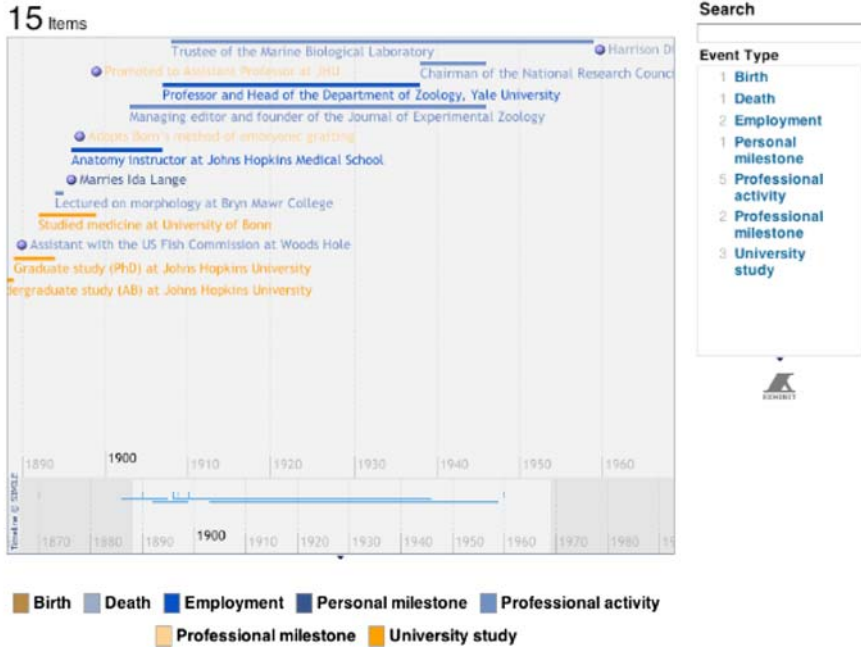 15 Items
Trustee of the Marine Biological Laboratory
Harrison Di
Promoted to Assistant Professor at JHU
Chairman of the National Research Counci
Professor and Head of the Department of Zoology, Yale University
Managing editor and founder of the Journal of Experimental Zoology
Adopts Born's method of embryonic grafting
Anatomy instructor at Johns Hopkins Medical School
Marries Ida Lange
Lectured on morphology at Bryn Mawr College
Studied medicine at University of Bonn
Assistant with the US Fish Commission at Woods Hole
Graduate study (PhD) at Johns Hopkins University
dergraduate study (AB) at Johns Hopkins University
1890 1900 1910 1920 1930 1940 1950 1960
1870 1880 1890 1900 1910 1920 1930 1940 1950 1960 1970 1980 19
Timeline © SIMILE
Search
Event Type
1 Birth
1 Death
2 Employment
1 Personal
milestone
5 Professional
activity
2 Professional
milestone
3 University
study
EXHIBIT
Birth Death Employment Personal milestone Professional activity
Professional milestone University study